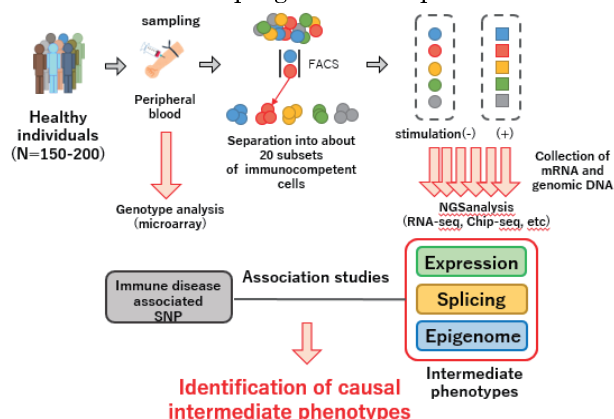 sampling
FACS
Healthy
individuals
(N=150-200)
Peripheral
blood
Separation into about
20 subsets
of immunocompetent
cells
stimulation(-) (+)
Collection of
mRNA and
genomic DNA
Genotype analysis
(microarray)
NGSanalysis
(RNA-seq, Chip-seq, etc)
Immune disease
associated
SNP
Association studies
Expression
Splicing
Epigenome
Intermediate
phenotypes
Identification of causal
intermediate phenotypes